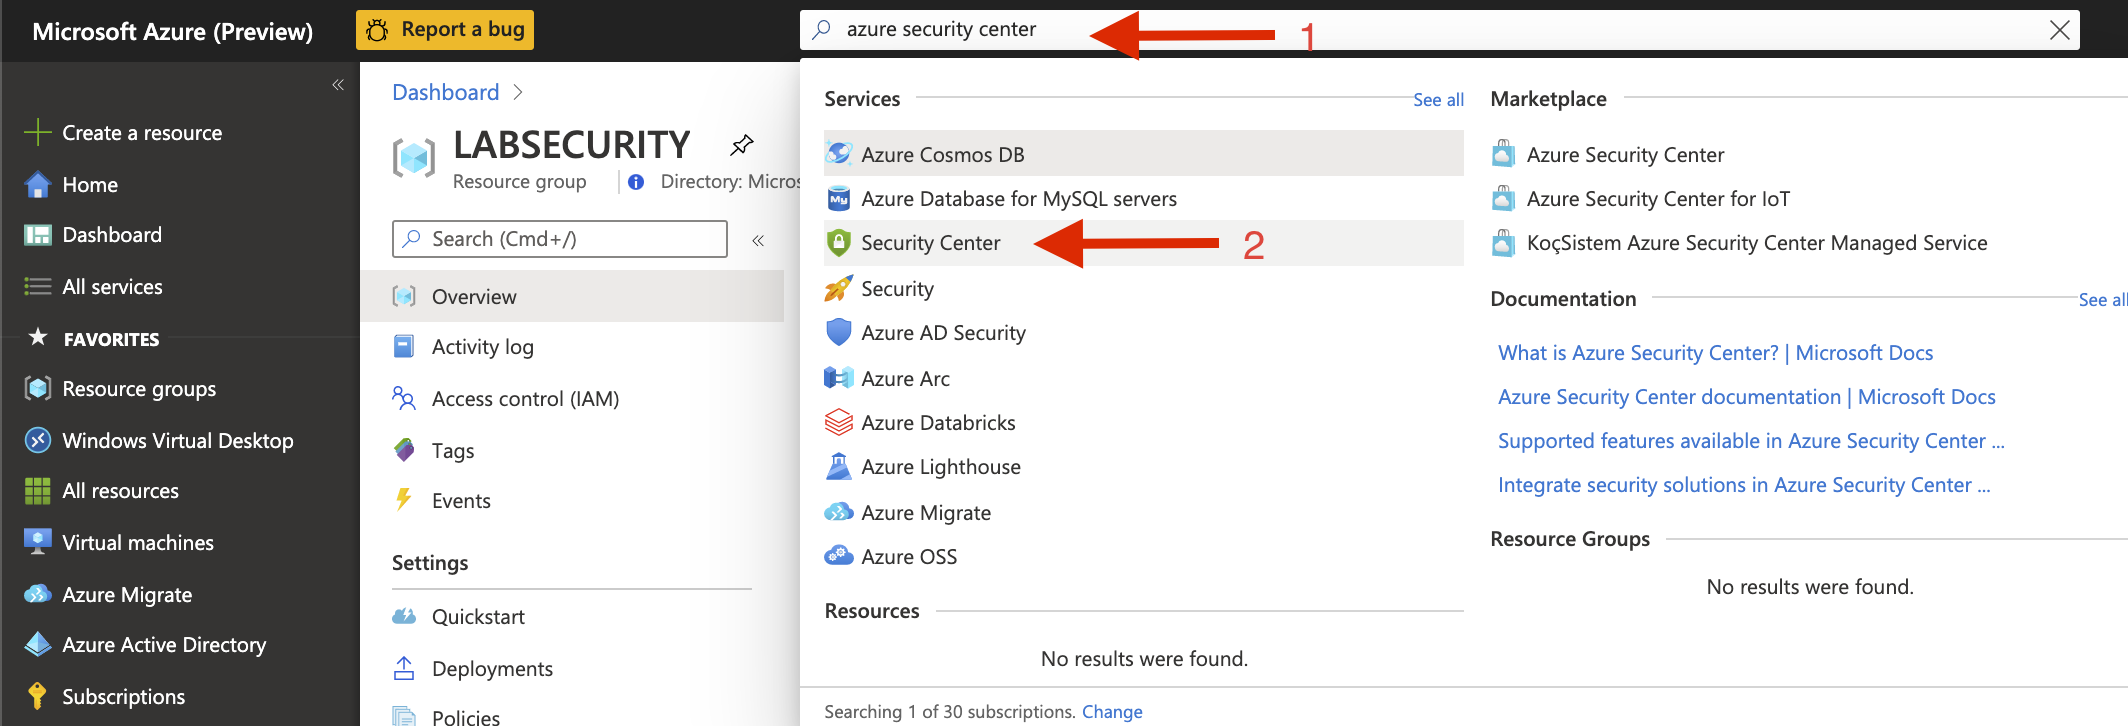 Microsoft Azure (Preview)
Report a bug
azure security center
1
«
Create a resource
Home
Dashboard
All services
FAVORITES
Resource groups
Windows Virtual Desktop
All resources
Virtual machines
Azure Migrate
Azure Active Directory
Subscriptions
Dashboard >
LABSECURITY
Resource group
Directory: Micros
Search (Cmd+/)
«
Overview
Activity log
Access control (IAM)
Tags
Events
Settings
Quickstart
Deployments
Policies
Services
See all
Azure Cosmos DB
My
Azure Database for MySQL servers
Security Center
2
Security
Azure AD Security
Azure Arc
Azure Databricks
Azure Lighthouse
Azure Migrate
Azure OSS
Resources
No results were found.
Searching 1 of 30 subscriptions. Change
Marketplace
Azure Security Center
Azure Security Center for IoT
KoçSistem Azure Security Center Managed Service
Documentation
See all
What is Azure Security Center? | Microsoft Docs
Azure Security Center documentation | Microsoft Docs
Supported features available in Azure Security Center ...
Integrate security solutions in Azure Security Center ...
Resource Groups
No results were found.